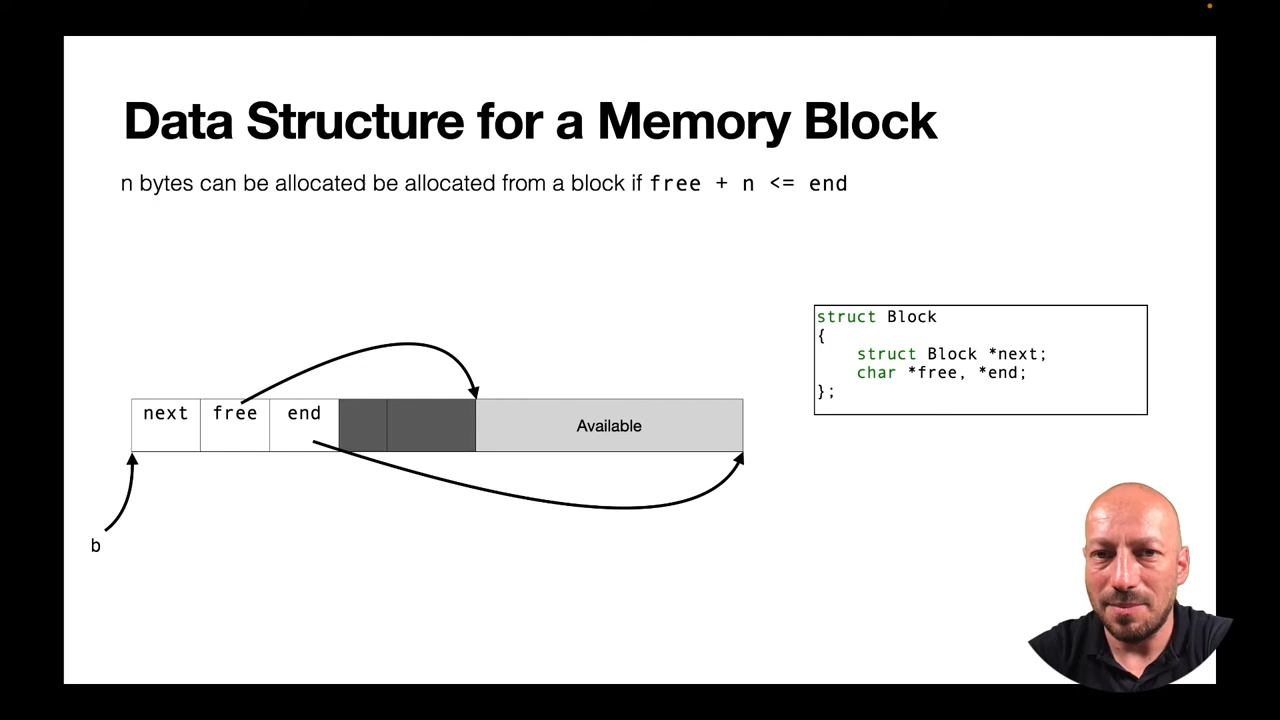 Data Structure for a Memory Block
n bytes can be allocated be allocated from a block if free + n <= end
struct Block
{
    struct Block *next;
    char *free, *end;
};
next free end
Available
b